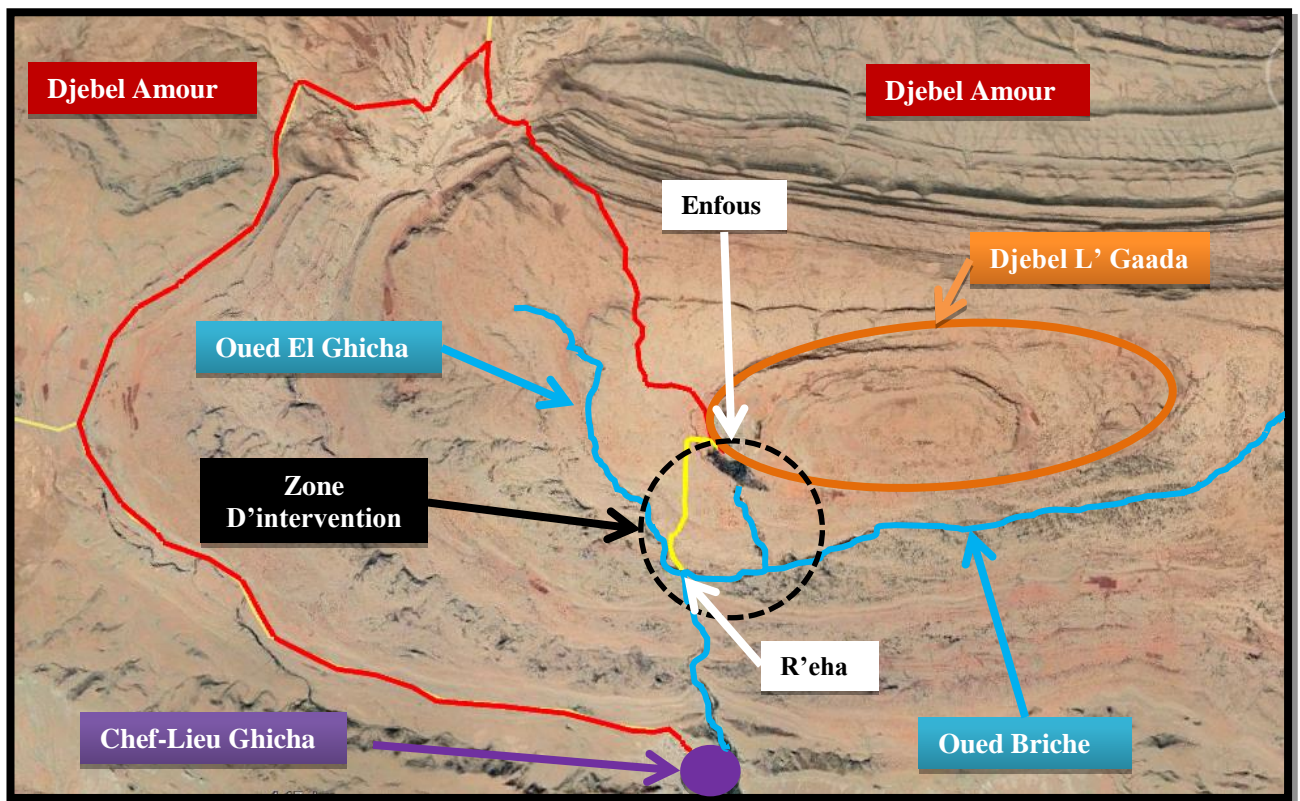 Djebel Amour
Djebel Amour
Enfous
Djebel L’ Gaada
Oued El Ghicha
Zone
D’intervention
R’eha
Chef-Lieu Ghicha
Oued Briche